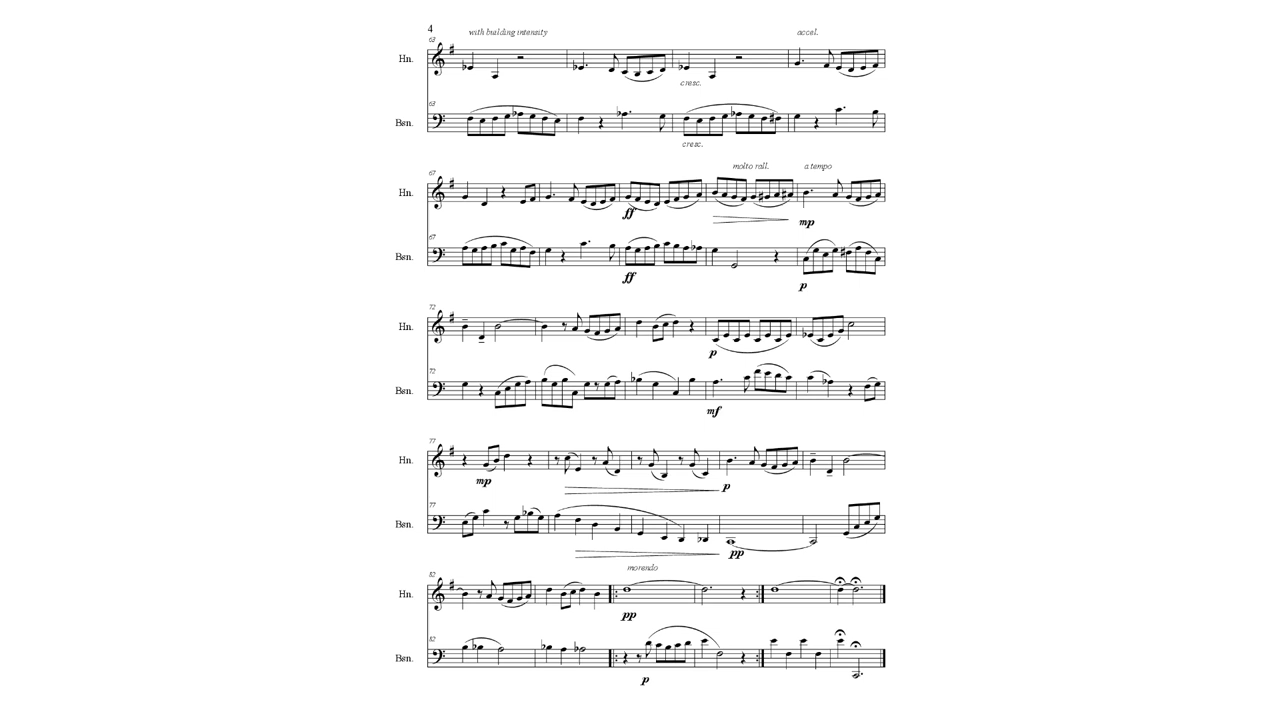 4
with building intensity
accel.
63
Hn.
cresc.
63
Bsn.
cresc.
molto rall.
a tempo
67
Hn.
ff
mp
67
Bsn.
ff
p
72
Hn.
p
72
Bsn.
mf
77
Hn.
mp
p
77
Bsn.
pp
morendo
82
Hn.
pp
82
Bsn.
p